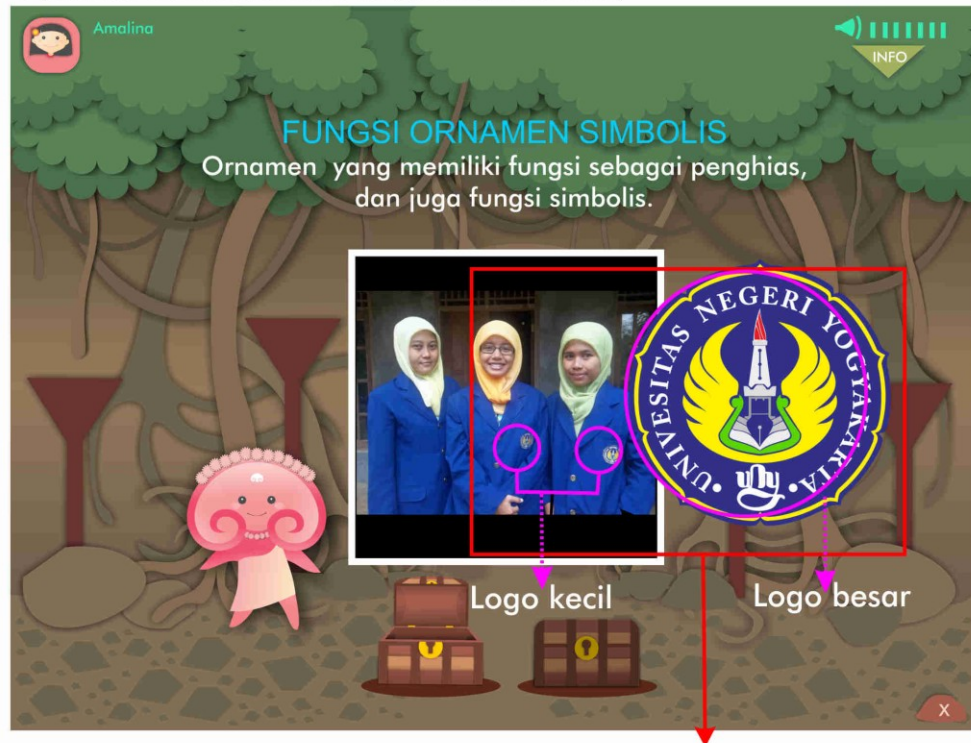 Amalina
INFO
FUNGSI ORNAMEN SIMBOLIS
Ornamen yang memiliki fungsi sebagai penghias,
dan juga fungsi simbolis.
UNIVESITAS NEGERI YOGYAKARTA
uny
Logo kecil
Logo besar
X